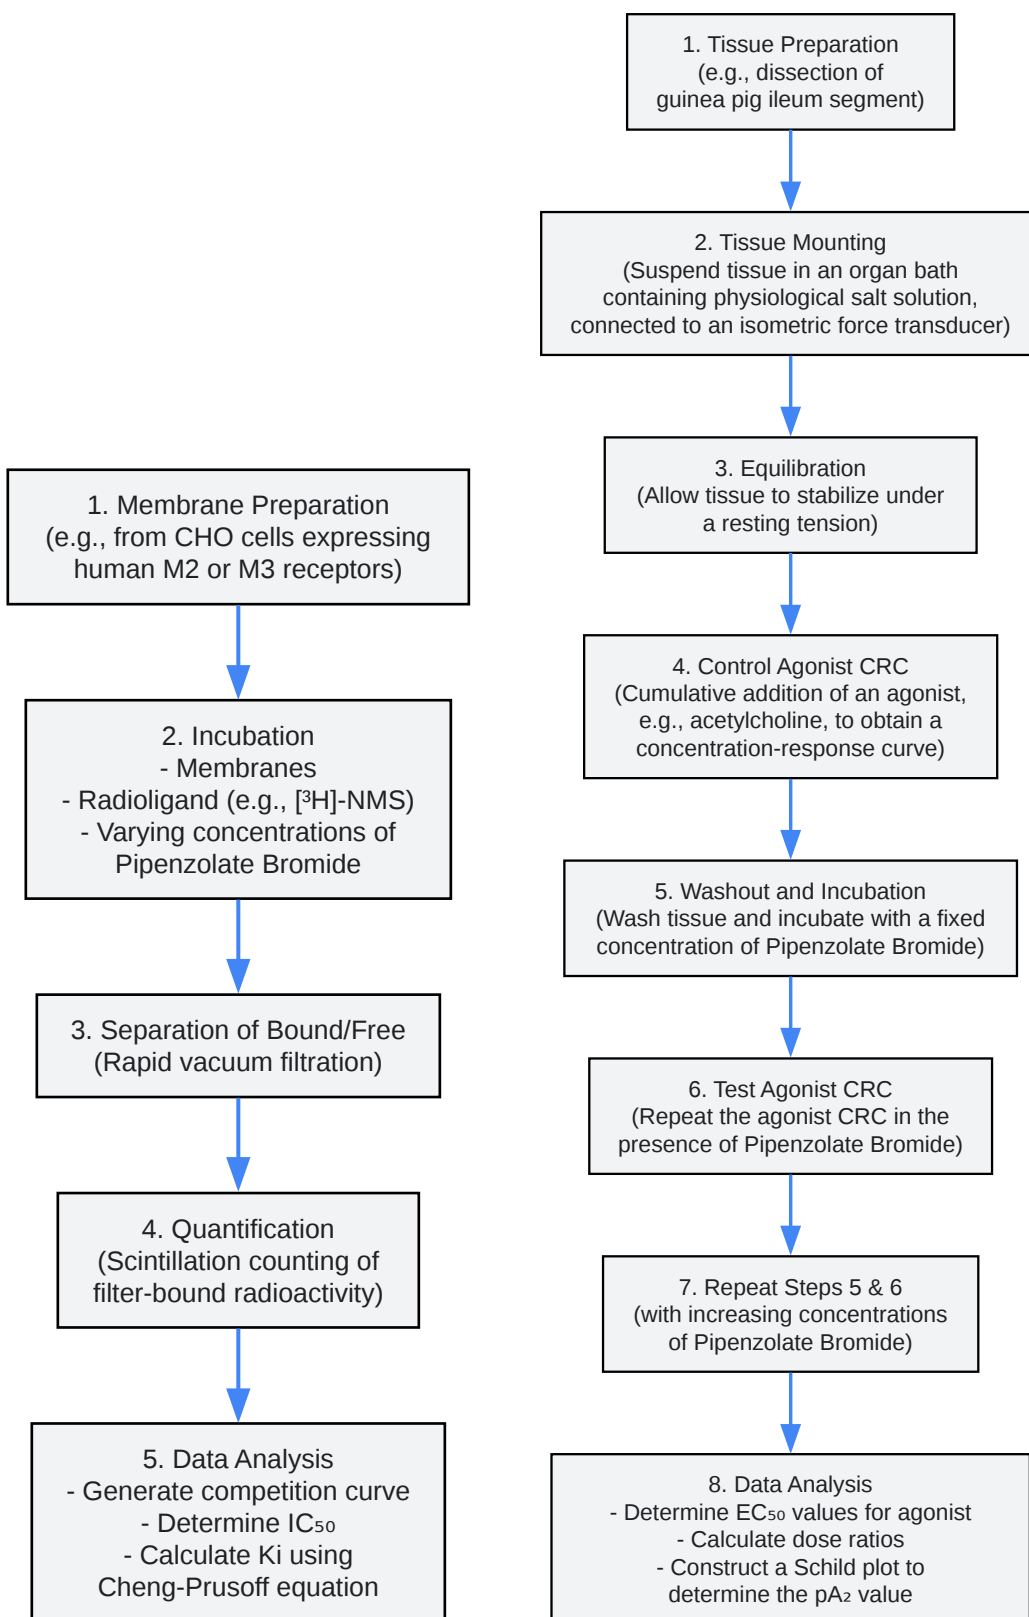 1. Membrane Preparation
(e.g., from CHO cells expressing
human M2 or M3 receptors)
2. Incubation
- Membranes
- Radioligand (e.g., [³H]-NMS)
- Varying concentrations of
Pipenzolate Bromide
3. Separation of Bound/Free
(Rapid vacuum filtration)
4. Quantification
(Scintillation counting of
filter-bound radioactivity)
5. Data Analysis
- Generate competition curve
- Determine IC₅₀
- Calculate Ki using
Cheng-Prusoff equation
1. Tissue Preparation
(e.g., dissection of
guinea pig ileum segment)
2. Tissue Mounting
(Suspend tissue in an organ bath
containing physiological salt solution,
connected to an isometric force transducer)
3. Equilibration
(Allow tissue to stabilize under
a resting tension)
4. Control Agonist CRC
(Cumulative addition of an agonist,
e.g., acetylcholine, to obtain a
concentration-response curve)
5. Washout and Incubation
(Wash tissue and incubate with a fixed
concentration of Pipenzolate Bromide)
6. Test Agonist CRC
(Repeat the agonist CRC in the
presence of Pipenzolate Bromide)
7. Repeat Steps 5 & 6
(with increasing concentrations
of Pipenzolate Bromide)
8. Data Analysis
- Determine EC₅₀ values for agonist
- Calculate dose ratios
- Construct a Schild plot to
determine the pA₂ value